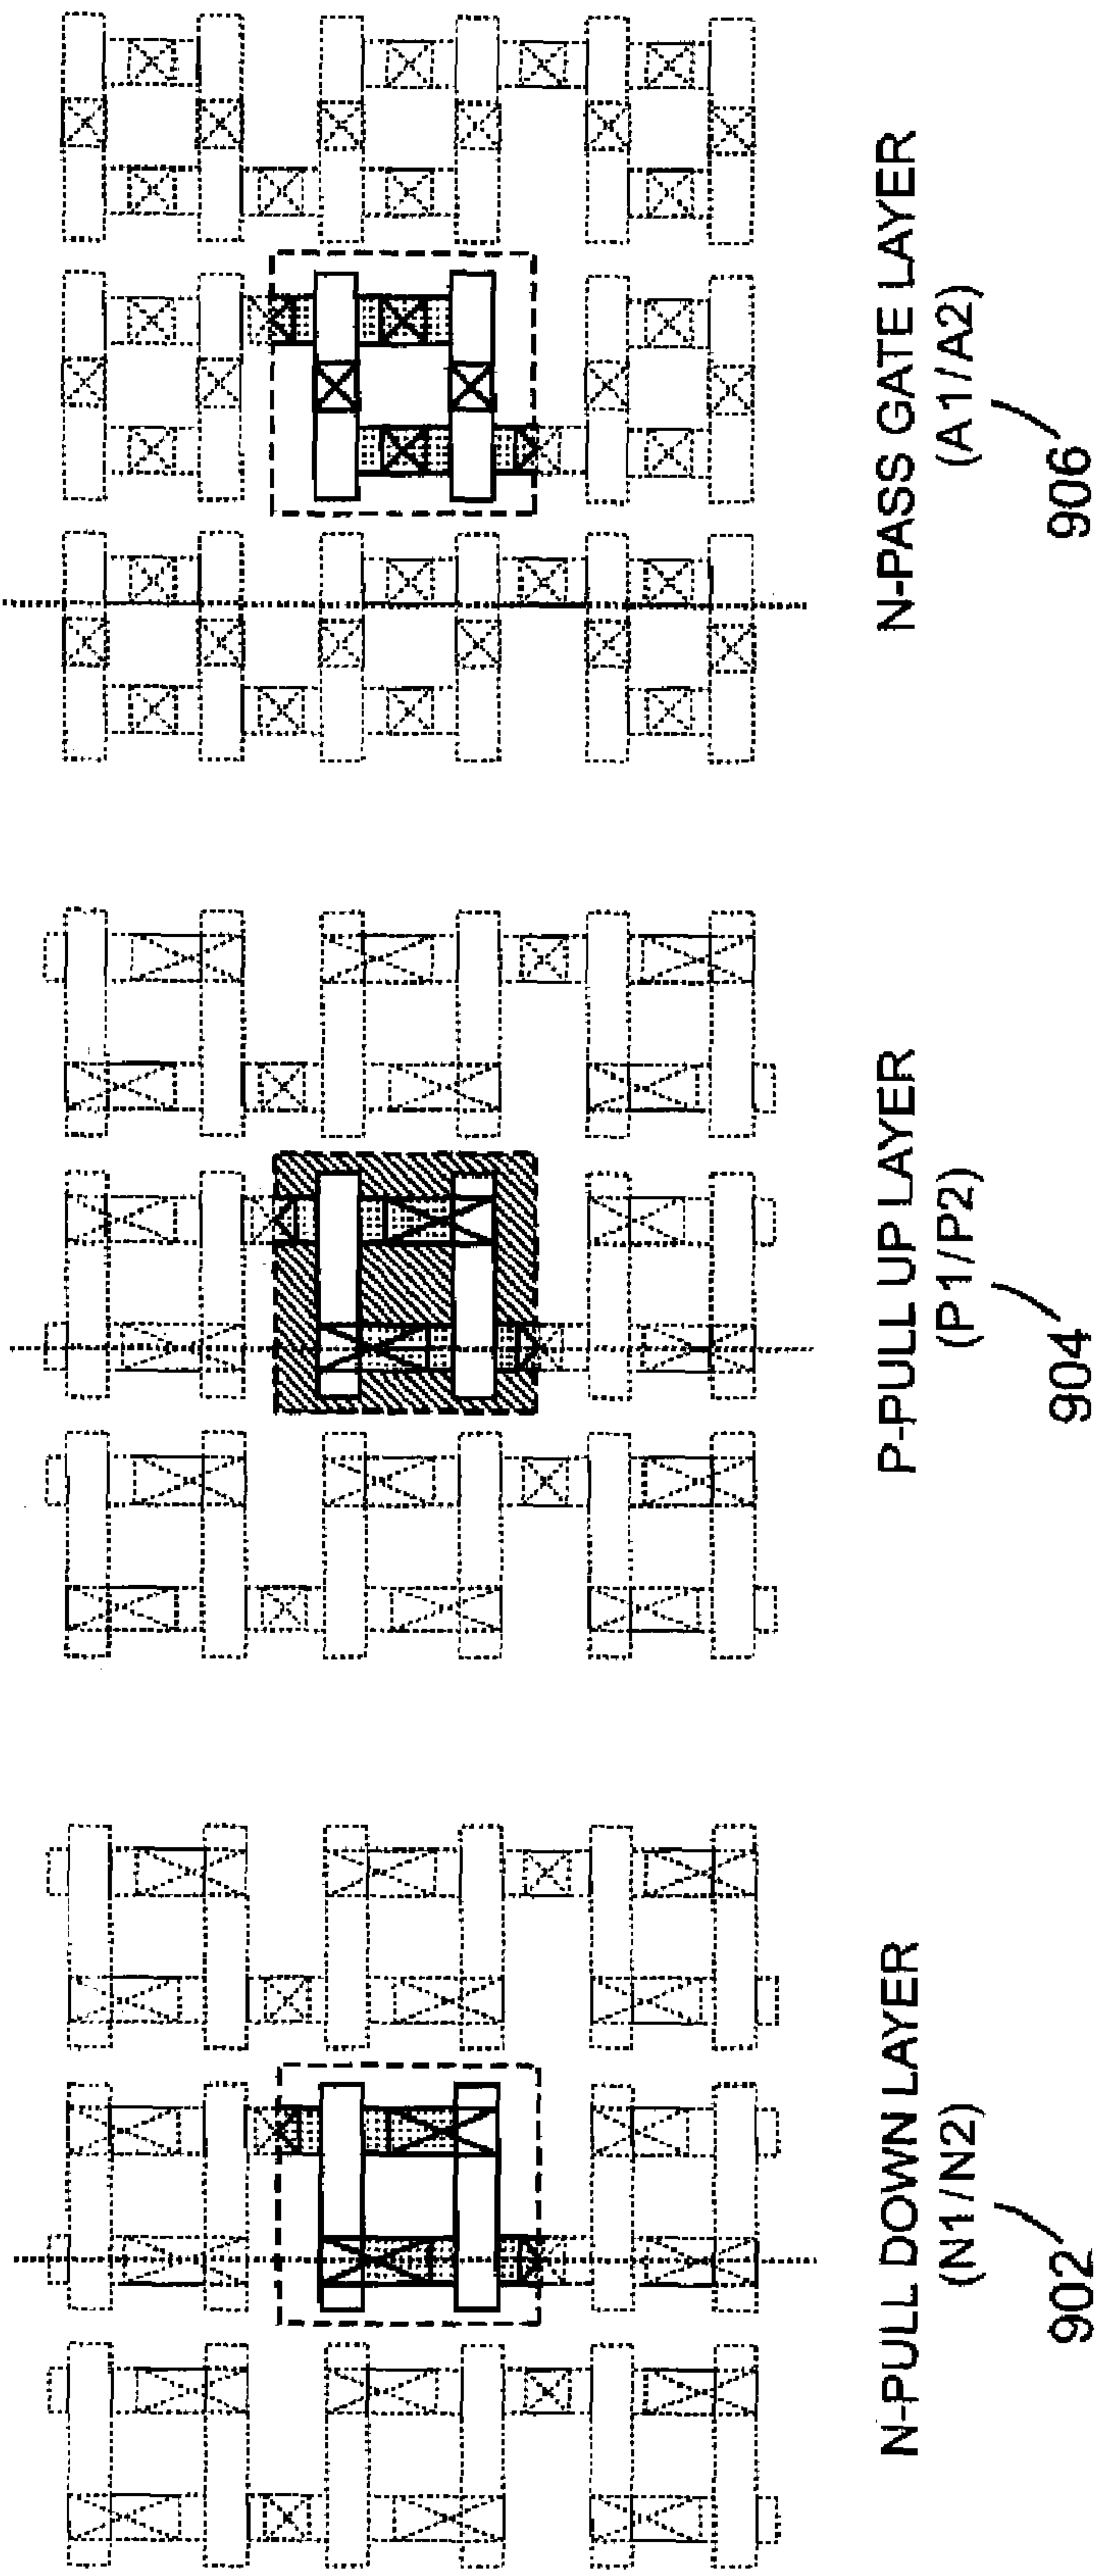 N-PULL DOWN LAYER
(N1/N2)
902
P-PULL UP LAYER
(P1/P2)
904
N-PASS GATE LAYER
(A1/A2)
906